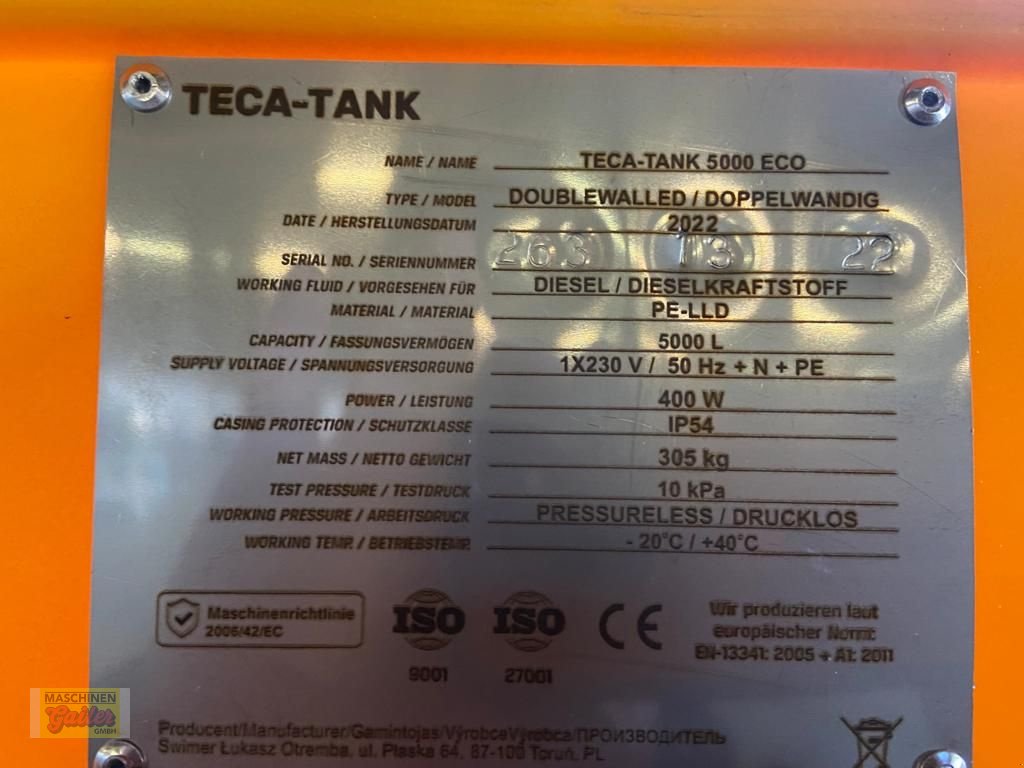 TECA-TANK
NAME / NAME TECA-TANK 5000 ECO
TYPE / MODEL DOUBLEWALLED / DOPPELWANDIG
DATE / HERSTELLUNGSDATUM 2022
SERIAL NO. / SERIENNUMMER 263 13 22
WORKING FLUID / VORGESEHEN FÜR DIESEL / DIESELKRAFTSTOFF
MATERIAL / MATERIAL PE-LLD
CAPACITY / FASSUNGSVERMÖGEN 5000 L
SUPPLY VOLTAGE / SPANNUNGSVERSORGUNG 1X230 V / 50 Hz + N + PE
POWER / LEISTUNG 400 W
CASING PROTECTION / SCHUTZKLASSE IP54
NET MASS / NETTO GEWICHT 305 kg
TEST PRESSURE / TESTDRUCK 10 kPa
WORKING PRESSURE / ARBEITSDRUCK PRESSURELESS / DRUCKLOS
WORKING TEMP. / BETRIEBSTEMP. - 20°C / +40°C
Maschinenrichtlinie
2006/42/EC
ISO
9001
ISO
27001
CE
Wir produzieren laut
europäischer Norm:
EN-13341: 2005 + A1: 2011
MASCHINEN
Gailer
GMBH
Producent/Manufacturer/Gamintojas/VýrobceVýrobca/ПРОИЗВОДИТЕЛЬ
Swimer Łukasz Otremba, ul. Płaska 64, 87-100 Toruń, PL